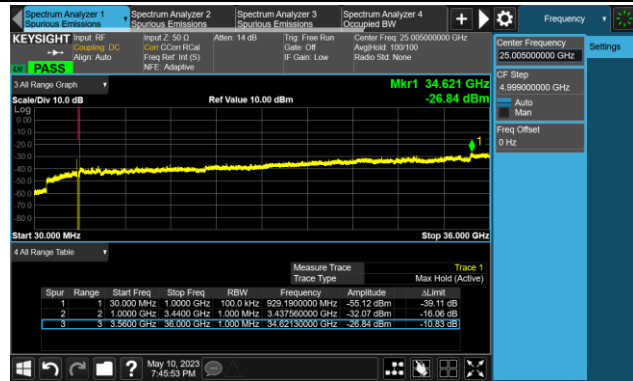 Spectrum Analyzer 1
Spurious Emissions
Spectrum Analyzer 2
Spurious Emissions
Spectrum Analyzer 3
Spurious Emissions
Spectrum Analyzer 4
Occupied BW
Frequency
KEYSIGHT
Input: RF
Coupling: DC
Align: Auto
Input Z: 50 Ω
Corr CCorr RCal
Freq Ref: Int (S)
NFE: Adaptive
Atten: 14 dB
Trig: Free Run
Gate: Off
IF Gain: Low
Center Freq: 25.005000000 GHz
Avg|Hold: 100/100
Radio Std: None
LM PASS
Center Frequency
25.005000000 GHz
Settings
CF Step
4.999000000 GHz
Auto
Man
Freq Offset
0 Hz
3 All Range Graph
Mkr1 34.621 GHz
Scale/Div 10.0 dB
Ref Value 10.00 dBm
-26.84 dBm
Log
0.00
-10.0
-20.0
-30.0
-40.0
-50.0
-60.0
-70.0
-80.0
1
Start 30.000 MHz
Stop 36.000 GHz
4 All Range Table
Measure Trace Trace 1
Trace Type Max Hold (Active)
Spur Range Start Freq Stop Freq RBW Frequency Amplitude ΔLimit
1 1 30.000 MHz 1.0000 GHz 100.0 kHz 929.1900000 MHz -55.12 dBm -39.11 dB
2 2 1.0000 GHz 3.4400 GHz 1.000 MHz 3.437560000 GHz -32.07 dBm -16.06 dB
3 3 3.5600 GHz 36.000 GHz 1.000 MHz 34.62130000 GHz -26.84 dBm -10.83 dB
May 10, 2023
7:45:53 PM